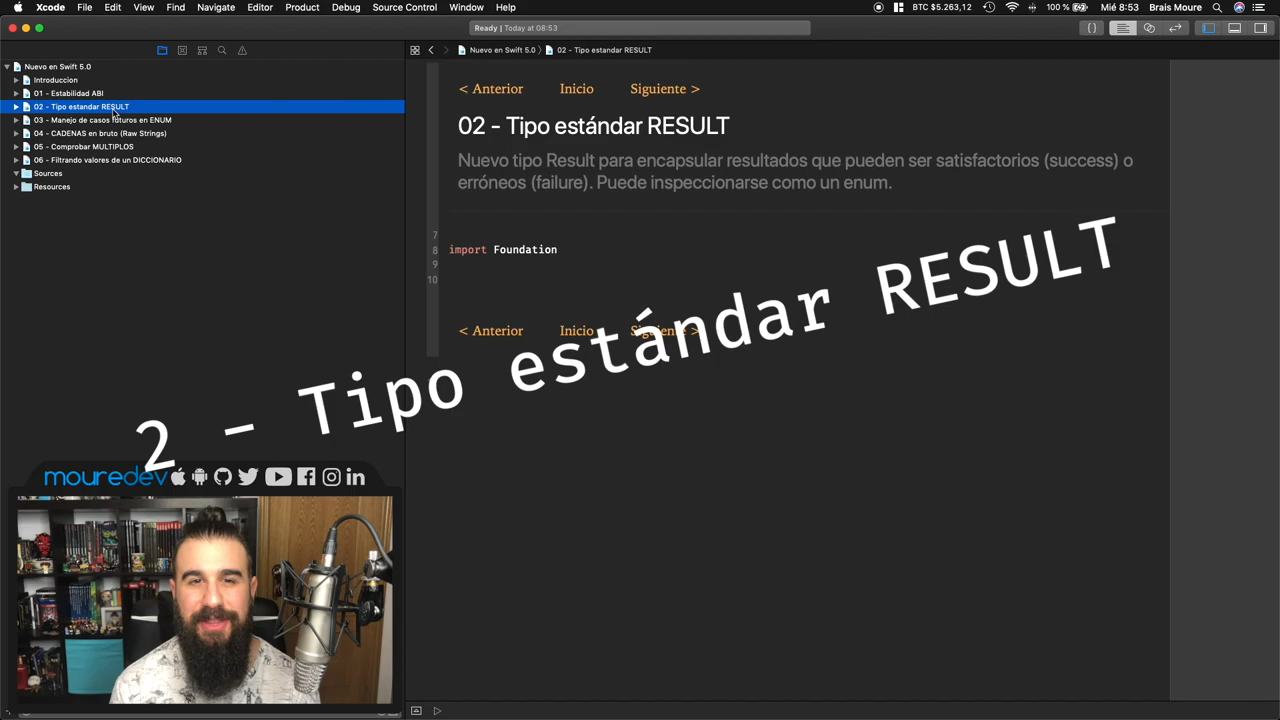 Xcode File Edit View Find Navigate Editor Product Debug Source Control Window Help
BTC $5.263,12 100 % Mié 8:53 Brais Moure
Ready | Today at 08:53
Nuevo en Swift 5.0 02 - Tipo estandar RESULT
Nuevo en Swift 5.0
Introduccion
01 - Estabilidad ABI
02 - Tipo estandar RESULT
03 - Manejo de casos futuros en ENUM
04 - CADENAS en bruto (Raw Strings)
05 - Comprobar MULTIPLOS
06 - Filtrando valores de un DICCIONARIO
Sources
Resources
< Anterior Inicio Siguiente >
02 - Tipo estándar RESULT
Nuevo tipo Result para encapsular resultados que pueden ser satisfactorios (success) o
erróneos (failure). Puede inspeccionarse como un enum.
7
8 import Foundation
9
10
< Anterior Inicio Siguiente >
2 - Tipo estándar RESULT
mouredev